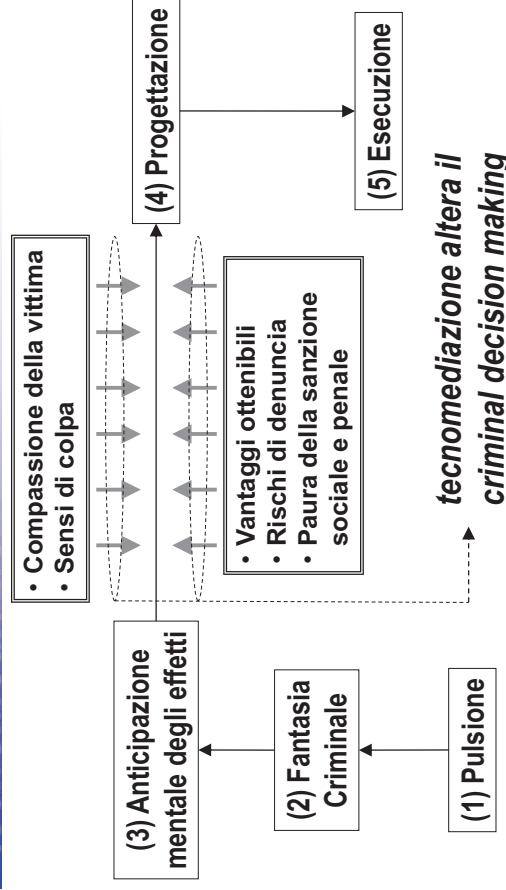 • Compassione della vittima
• Sensi di colpa
(3) Anticipazione
mentale degli effetti
(4) Progettazione
• Vantaggi ottenibili
• Rischi di denuncia
• Paura della sanzione
sociale e penale
(2) Fantasia
Criminale
(5) Esecuzione
(1) Pulsione
tecnomediazione altera il
criminal decision making